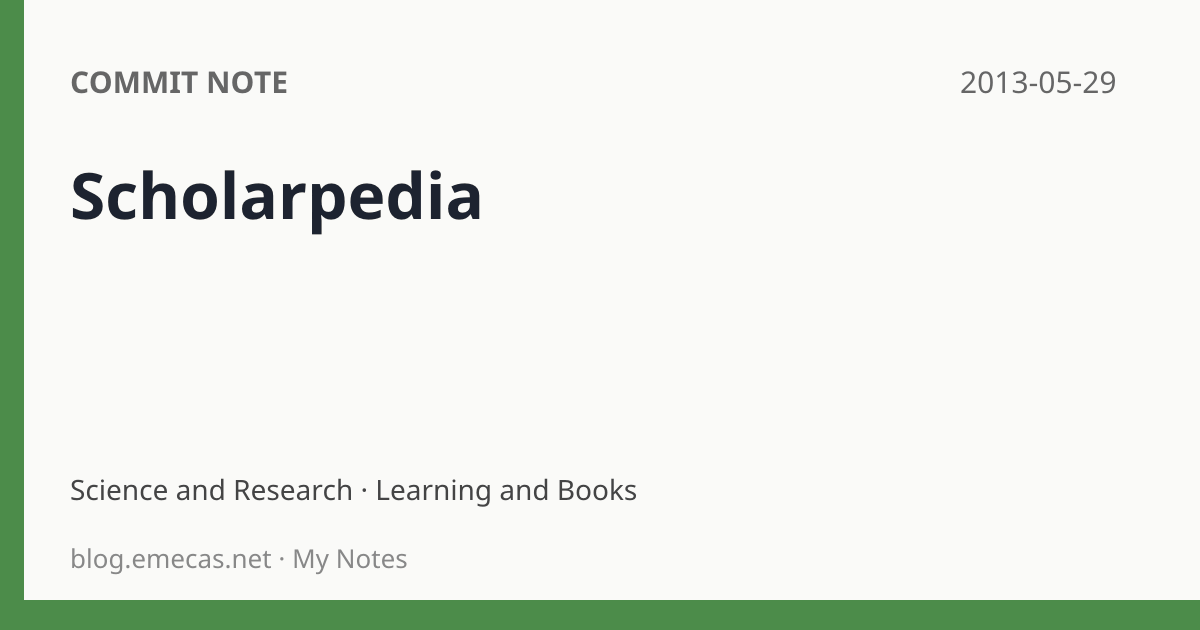 COMMIT NOTE
2013-05-29
Scholarpedia
Science and Research · Learning and Books
blog.emecas.net · My Notes